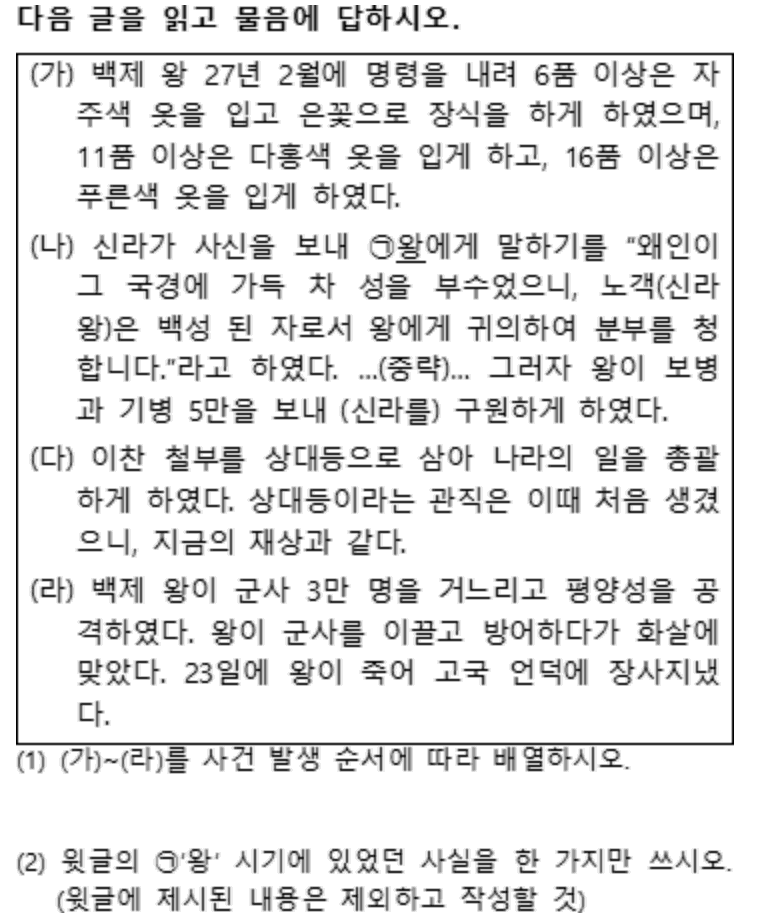 다음 글을 읽고 물음에 답하시오.
(가) 백제 왕 27년 2월에 명령을 내려 6품 이상은 자
주색 옷을 입고 은꽃으로 장식을 하게 하였으며,
11품 이상은 다홍색 옷을 입게 하고, 16품 이상은
푸른색 옷을 입게 하였다.
(나) 신라가 사신을 보내 ㉠왕에게 말하기를 "왜인이
그 국경에 가득 차 성을 부수었으니, 노객(신라
왕)은 백성 된 자로서 왕에게 귀의하여 분부를 청
합니다."라고 하였다. ...(중략)... 그러자 왕이 보병
과 기병 5만을 보내 (신라를) 구원하게 하였다.
(다) 이찬 철부를 상대등으로 삼아 나라의 일을 총괄
하게 하였다. 상대등이라는 관직은 이때 처음 생겼
으니, 지금의 재상과 같다.
(라) 백제 왕이 군사 3만 명을 거느리고 평양성을 공
격하였다. 왕이 군사를 이끌고 방어하다가 화살에
맞았다. 23일에 왕이 죽어 고국 언덕에 장사지냈
다.
(1) (가)~(라)를 사건 발생 순서에 따라 배열하시오.
(2) 윗글의 ㉠'왕' 시기에 있었던 사실을 한 가지만 쓰시오.
(윗글에 제시된 내용은 제외하고 작성할 것)